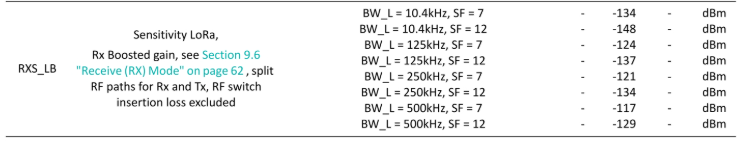 RXS_LB
Sensitivity LoRa,
Rx Boosted gain, see Section 9.6
"Receive (RX) Mode" on page 62 , split
RF paths for Rx and Tx, RF switch
insertion loss excluded
BW_L = 10.4kHz, SF = 7 - -134 - dBm
BW_L = 10.4kHz, SF = 12 - -148 - dBm
BW_L = 125kHz, SF = 7 - -124 - dBm
BW_L = 125kHz, SF = 12 - -137 - dBm
BW_L = 250kHz, SF = 7 - -121 - dBm
BW_L = 250kHz, SF = 12 - -134 - dBm
BW_L = 500kHz, SF = 7 - -117 - dBm
BW_L = 500kHz, SF = 12 - -129 - dBm